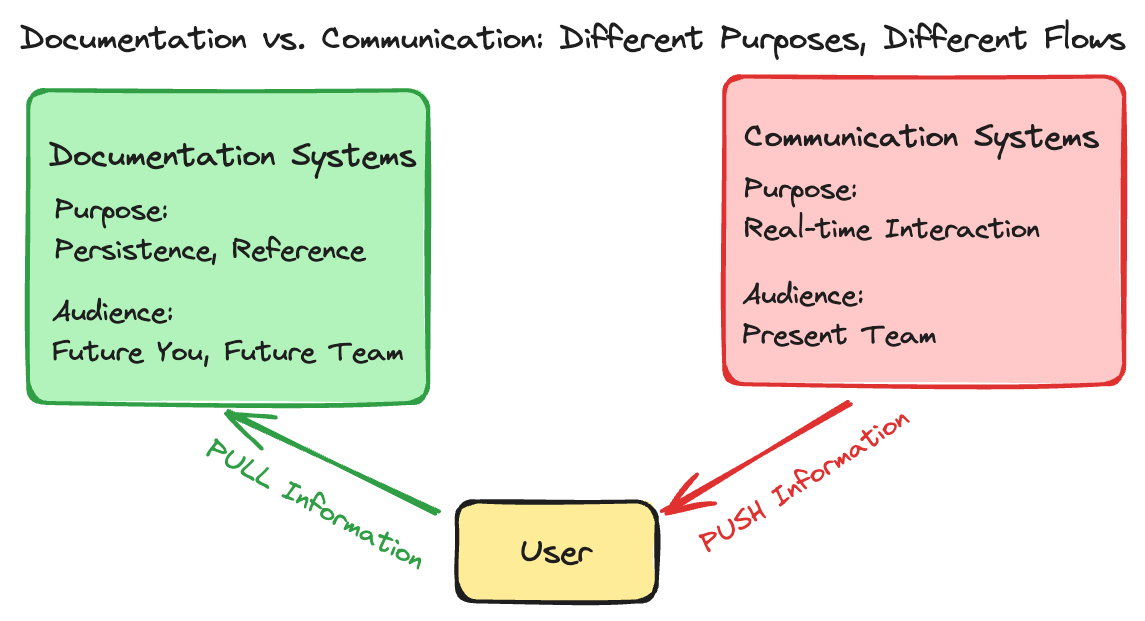 Documentation vs. Communication: Different Purposes, Different Flows
Documentation Systems
Purpose:
Persistence, Reference
Audience:
Future You, Future Team
Communication Systems
Purpose:
Real-time Interaction
Audience:
Present Team
PULL Information
PUSH Information
User